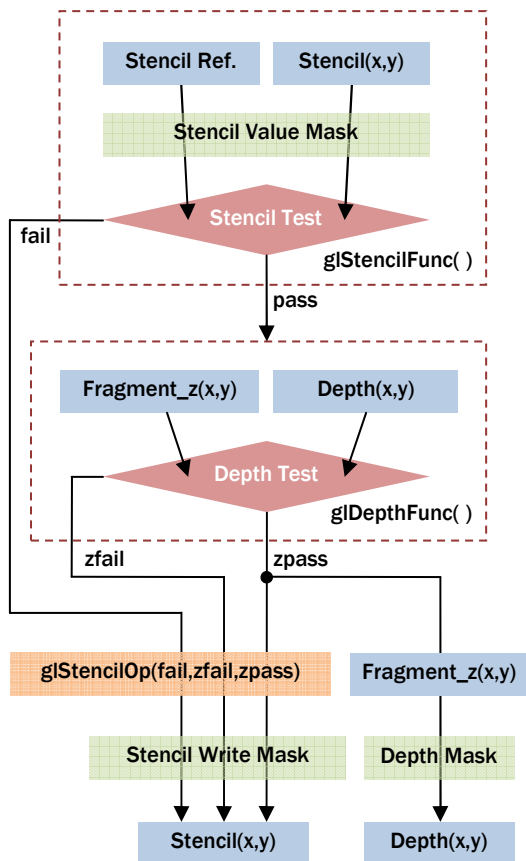 Stencil Ref.
Stencil(x,y)
Stencil Value Mask
Stencil Test
fail
glStencilFunc( )
pass
Fragment_z(x,y)
Depth(x,y)
Depth Test
glDepthFunc( )
zfail
zpass
glStencilOp(fail,zfail,zpass)
Fragment_z(x,y)
Stencil Write Mask
Depth Mask
Stencil(x,y)
Depth(x,y)